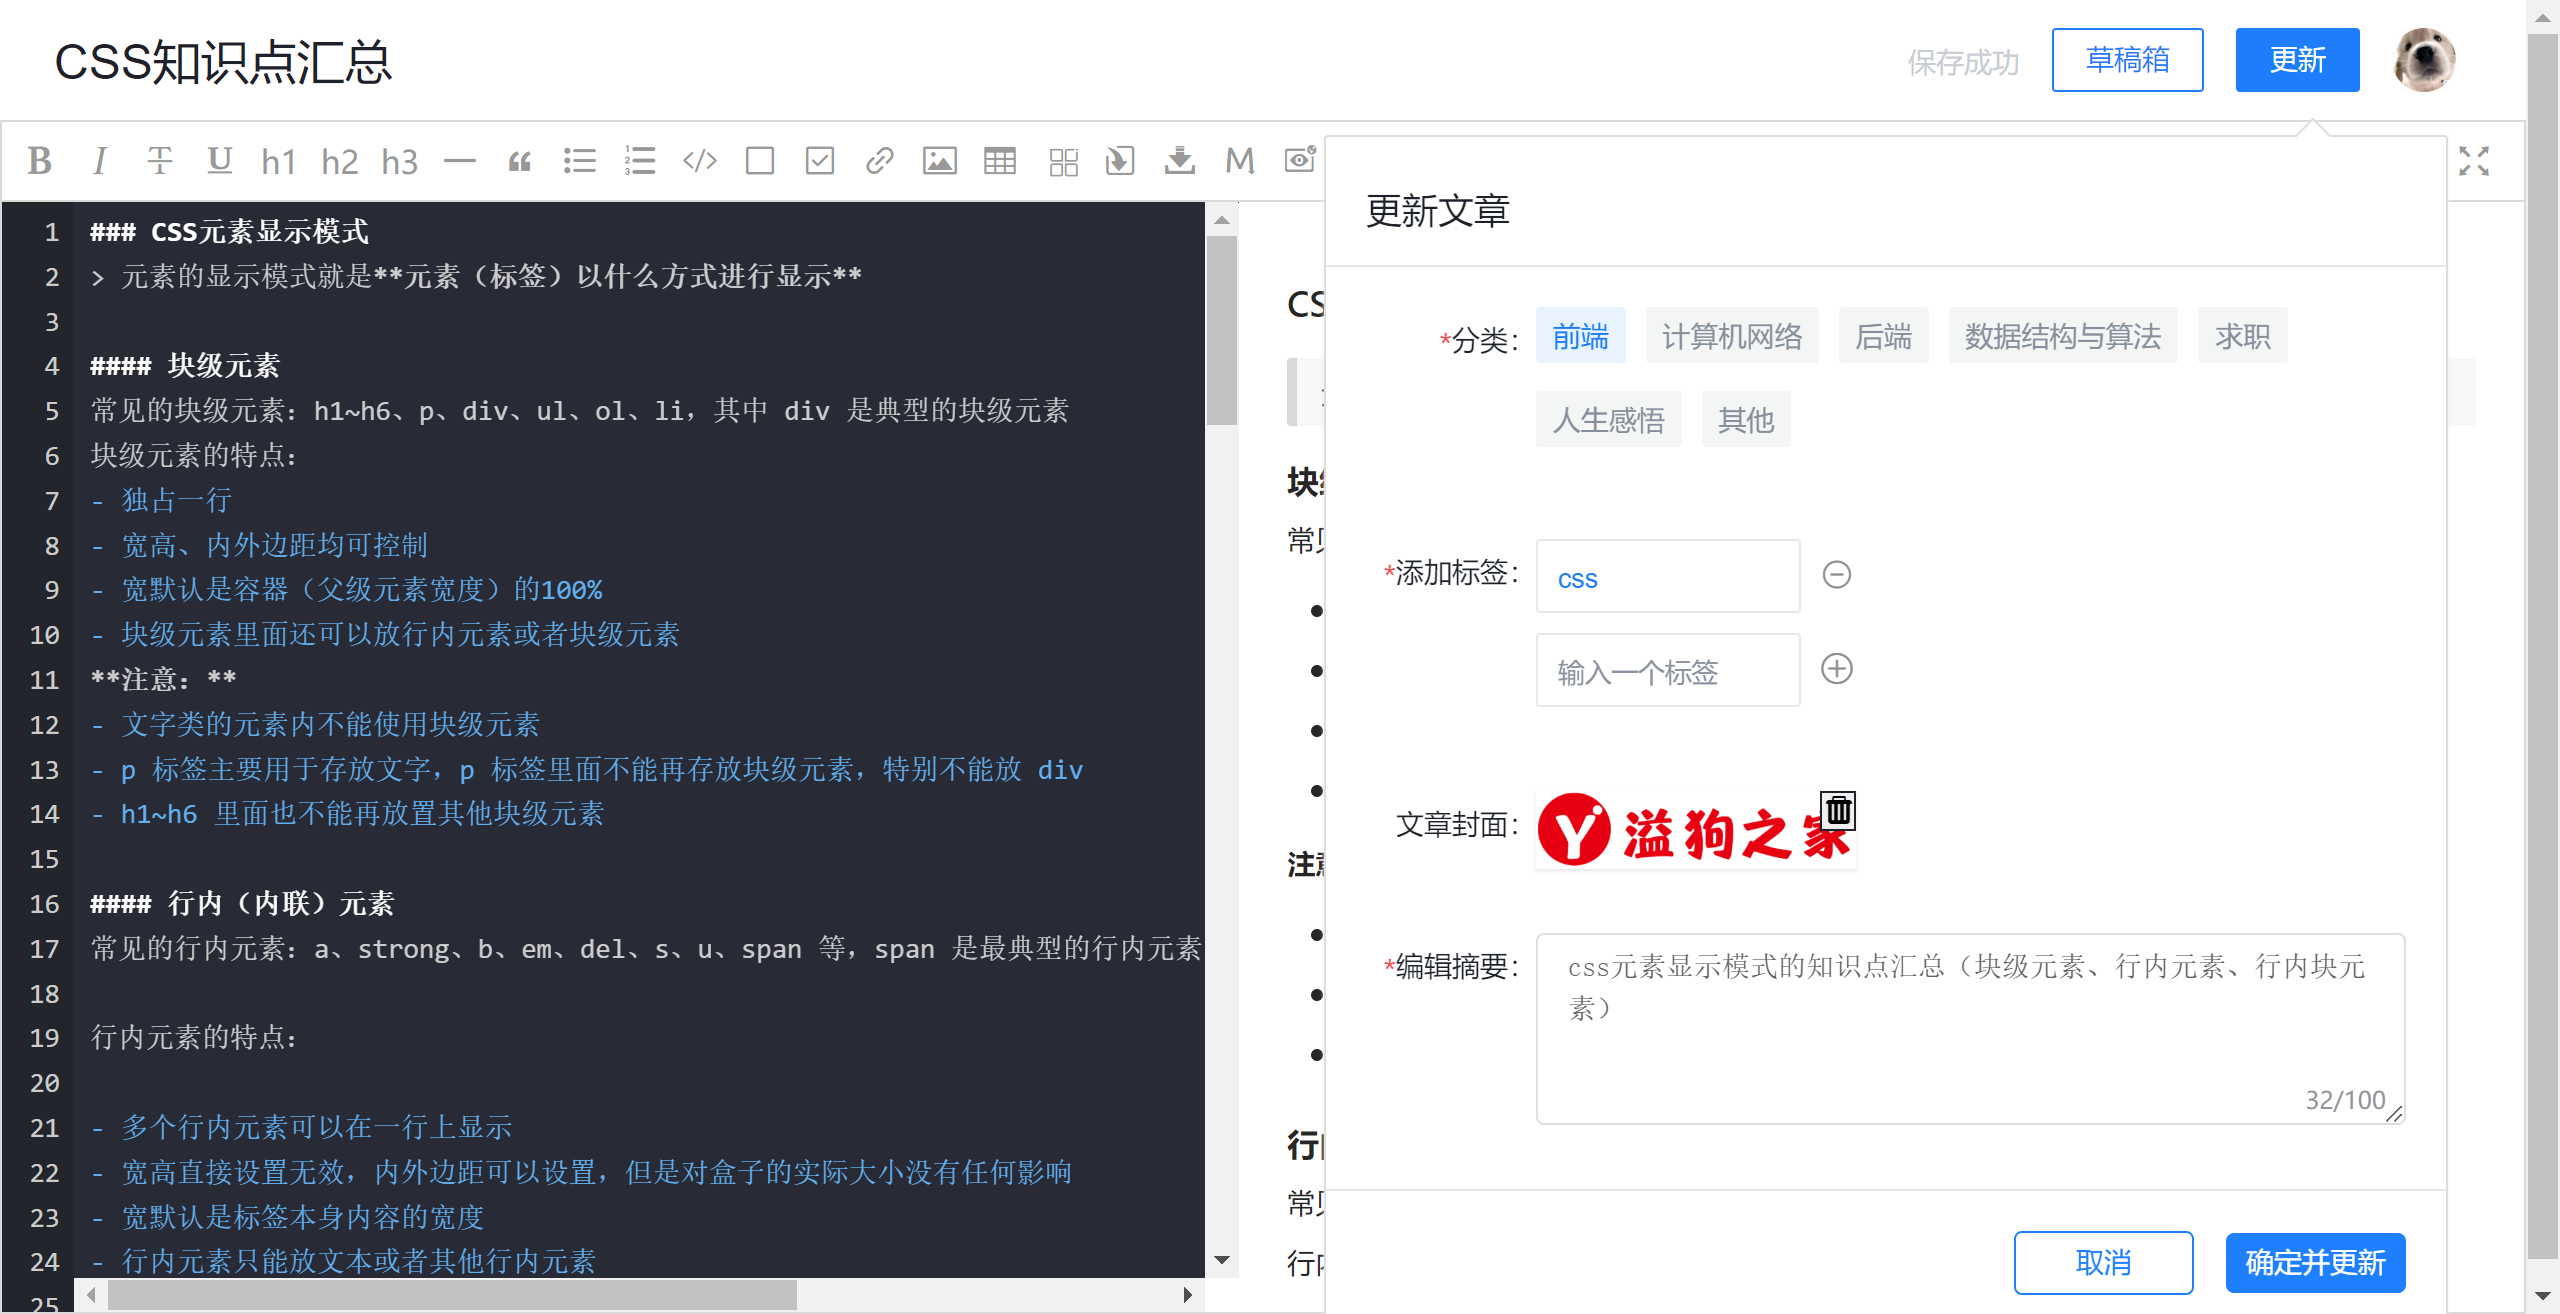 CSS知识点汇总
保存成功
草稿箱
更新
B I T U h1 h2 h3
1 ### CSS元素显示模式
2 > 元素的显示模式就是**元素（标签）以什么方式进行显示**
3
4 #### 块级元素
5 常见的块级元素：h1~h6、p、div、ul、ol、li，其中 div 是典型的块级元素
6 块级元素的特点：
7 - 独占一行
8 - 宽高、内外边距均可控制
9 - 宽默认是容器（父级元素宽度）的100%
10 - 块级元素里面还可以放行内元素或者块级元素
11 **注意：**
12 - 文字类的元素内不能使用块级元素
13 - p 标签主要用于存放文字，p 标签里面不能再存放块级元素，特别不能放 div
14 - h1~h6 里面也不能再放置其他块级元素
15
16 #### 行内（内联）元素
17 常见的行内元素：a、strong、b、em、del、s、u、span 等，span 是最典型的行内元素
18
19 行内元素的特点：
20
21 - 多个行内元素可以在一行上显示
22 - 宽高直接设置无效，内外边距可以设置，但是对盒子的实际大小没有任何影响
23 - 宽默认是标签本身内容的宽度
24 - 行内元素只能放文本或者其他行内元素
25
CS
块
常
注
行
常
行
更新文章
*分类：
前端 计算机网络 后端 数据结构与算法 求职
人生感悟 其他
*添加标签：
css
输入一个标签
文章封面：
Y 溢狗之家
*编辑摘要：
css元素显示模式的知识点汇总（块级元素、行内元素、行内块元
素）
32/100
取消
确定并更新